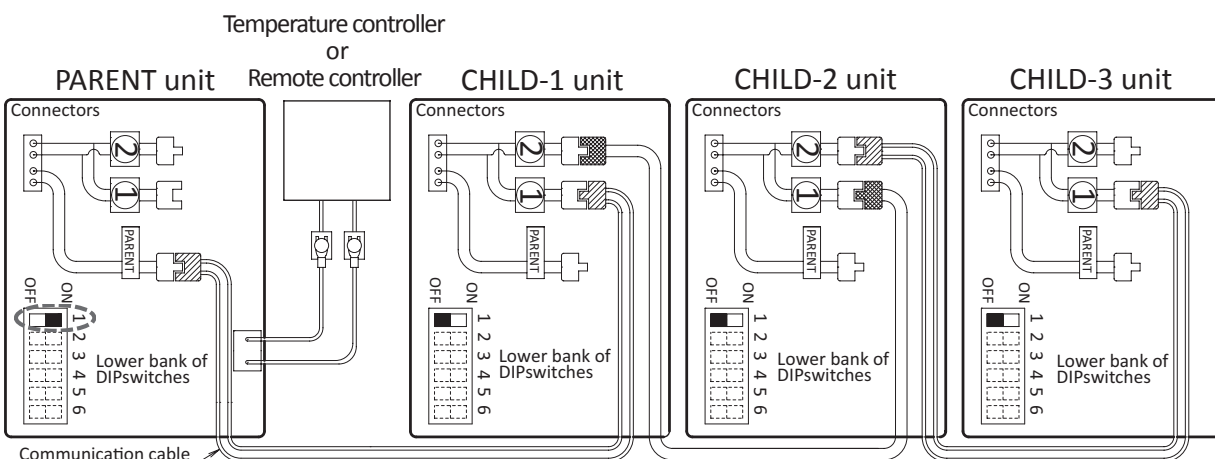 Temperature controller
or
Remote controller
PARENT unit
CHILD-1 unit
CHILD-2 unit
CHILD-3 unit
Connectors
2
1
PARENT
OFF
ON
1 2 3 4 5 6
Lower bank of
DIPswitches
Communication cable
Connectors
2
1
PARENT
OFF
ON
1 2 3 4 5 6
Lower bank of
DIPswitches
Connectors
2
1
PARENT
OFF
ON
1 2 3 4 5 6
Lower bank of
DIPswitches
Connectors
2
1
PARENT
OFF
ON
1 2 3 4 5 6
Lower bank of
DIPswitches